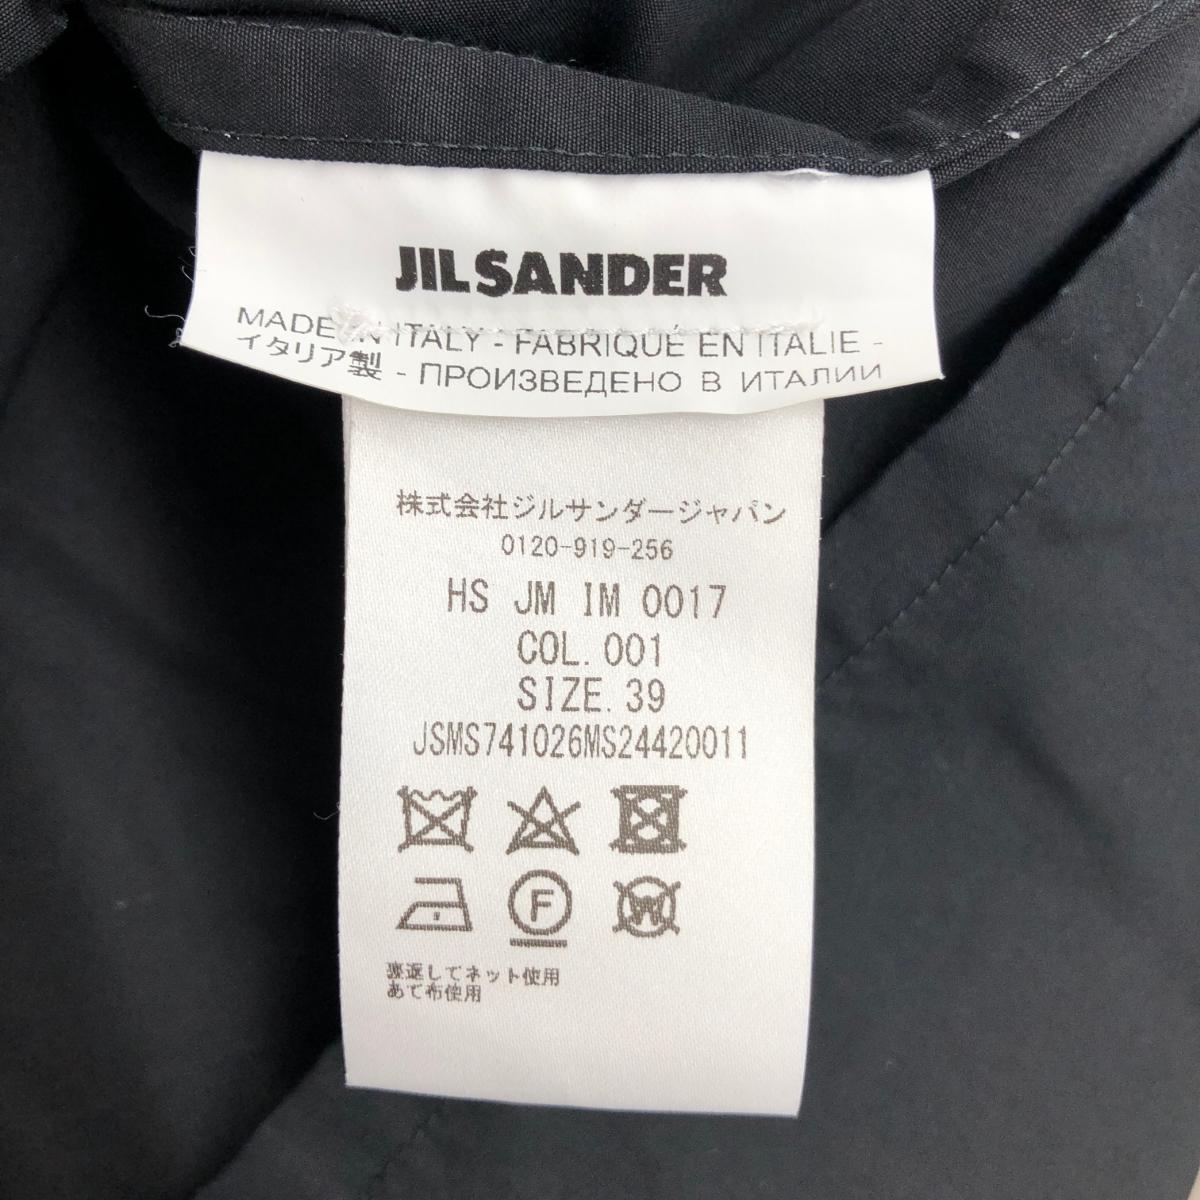 JIL SANDER
MADE IN ITALY - FABRIQUÉ EN ITALIE -
イタリア製 - ПРОИЗВЕДЕНО В ИТАЛИИ
株式会社ジルサンダージャパン
0120-919-256
HS JM IM 0017
COL. 001
SIZE. 39
JSMS741026MS24420011
F
W
裏返してネット使用
あて布使用